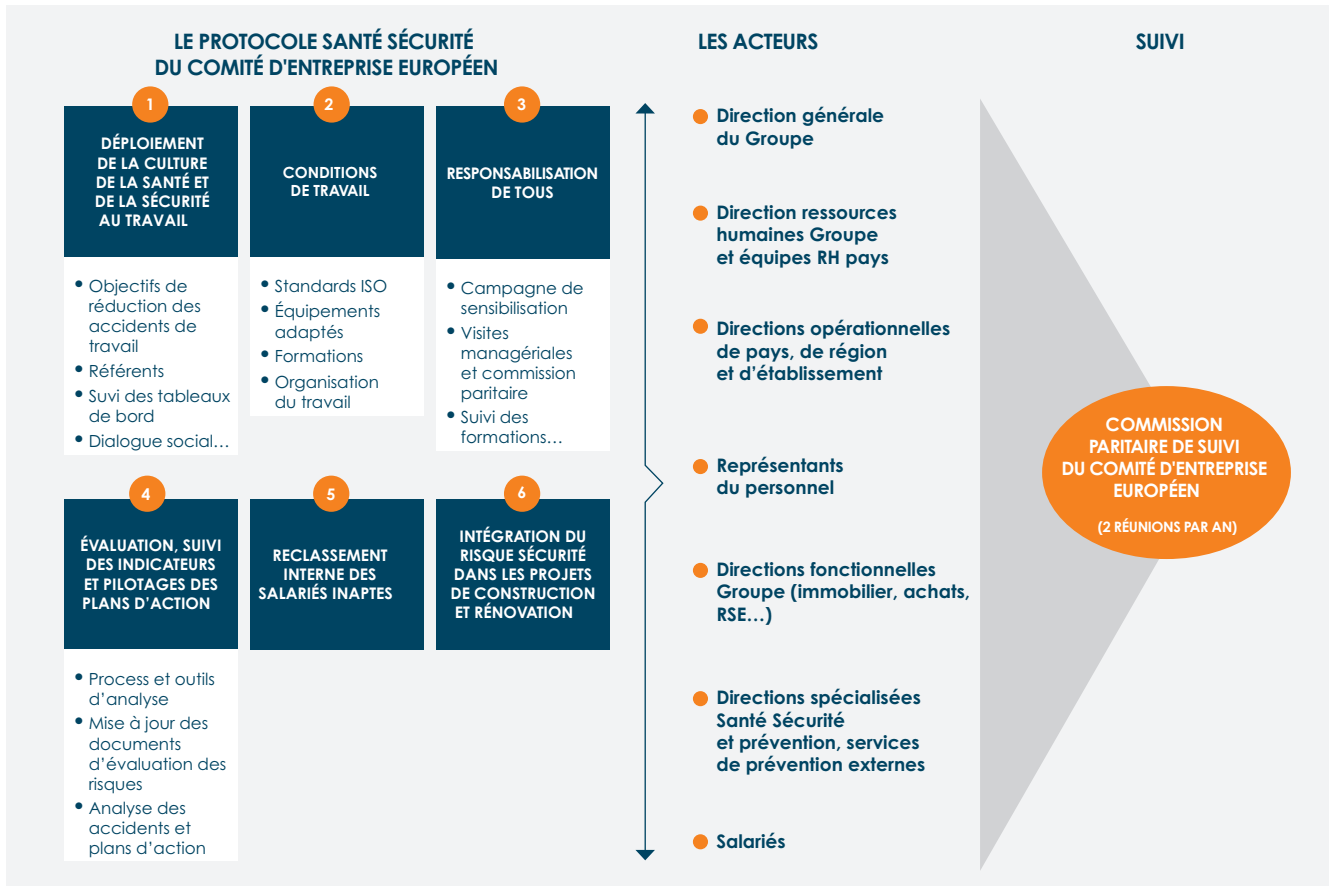 LE PROTOCOLE SANTÉ SÉCURITÉ
DU COMITÉ D'ENTREPRISE EUROPÉEN
1
DÉPLOIEMENT
DE LA CULTURE
DE LA SANTÉ ET
DE LA SÉCURITÉ
AU TRAVAIL
• Objectifs de
réduction des
accidents de
travail
• Référents
• Suvi des tableaux
de bord
• Dialogue social…
2
CONDITIONS
DE TRAVAIL
• Standards ISO
• Équipements
adaptés
• Formations
• Organisation
du travail
3
RESPONSABILISATION
DE TOUS
• Campagne de
sensibilisation
• Visites
managériales
et commission
paritaire
• Suivi des
formations…
4
ÉVALUATION, SUIVI
DES INDICATEURS
ET PILOTAGES DES
PLANS D’ACTION
• Process et outils
d’analyse
• Mise à jour des
documents
d’évaluation des
risques
• Analyse des
accidents et
plans d’action
5
RECLASSEMENT
INTERNE DES
SALARIÉS INAPTES
6
INTÉGRATION DU
RISQUE SÉCURITÉ
DANS LES PROJETS
DE CONSTRUCTION
ET RÉNOVATION
LES ACTEURS
Direction générale
du Groupe
Direction ressources
humaines Groupe
et équipes RH pays
Directions opérationnelles
de pays, de région
et d’établissement
Représentants
du personnel
Directions fonctionnelles
Groupe (immobilier, achats,
RSE…)
Directions spécialisées
Santé Sécurité
et prévention, services
de prévention externes
Salariés
SUIVI
COMMISSION
PARITAIRE DE SUIVI
DU COMITÉ D'ENTREPRISE
EUROPÉEN
(2 RÉUNIONS PAR AN)